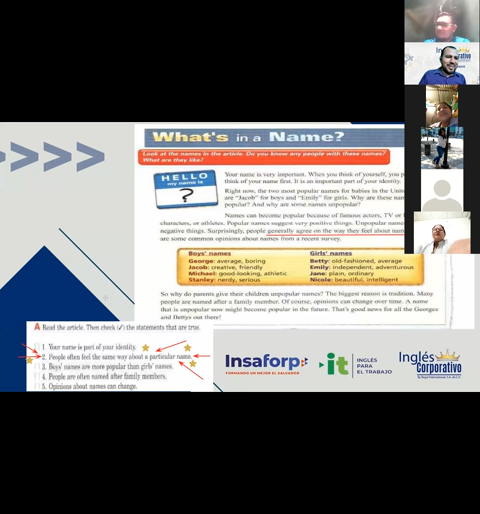 What's in a Name?
Look at the names in the article. Do you know any people with these names?
What are they like?
HELLO
my name is
?
Your name is very important. When you think of yourself, you p
think of your name first. It is an important part of your identity.
Right now, the two most popular names for babies in the Unit
are "Jacob" for boys and "Emily" for girls. Why are these nam
popular? And why are some names unpopular?
Names can become popular because of famous actors, TV or
characters, or athletes. Popular names suggest very positive things. Unpopular names
negative things. Surprisingly, people generally agree on the way they feel about nam
are some common opinions about names from a recent survey.
Boys' names
George: average, boring
Jacob: creative, friendly
Michael: good-looking, athletic
Stanley: nerdy, serious
Girls' names
Betty: old-fashioned, average
Emily: independent, adventurous
Jane: plain, ordinary
Nicole: beautiful, intelligent
So why do parents give their children unpopular names? The biggest reason is tradition. Many
people are named after a family member. Of course, opinions can change over time. A name
that is unpopular now might become popular in the future. That's good news for all the Georges
and Bettys out there!
A Read the article. Then check (✓) the statements that are true.
1. Your name is part of your identity.
2. People often feel the same way about a particular name.
3. Boys' names are more popular than girls' names.
4. People are often named after family members.
5. Opinions about names can change.
Insaforp
FORMANDO UN MEJOR EL SALVADOR
it
INGLÉS
PARA
EL TRABAJO
Inglés
Corporativo